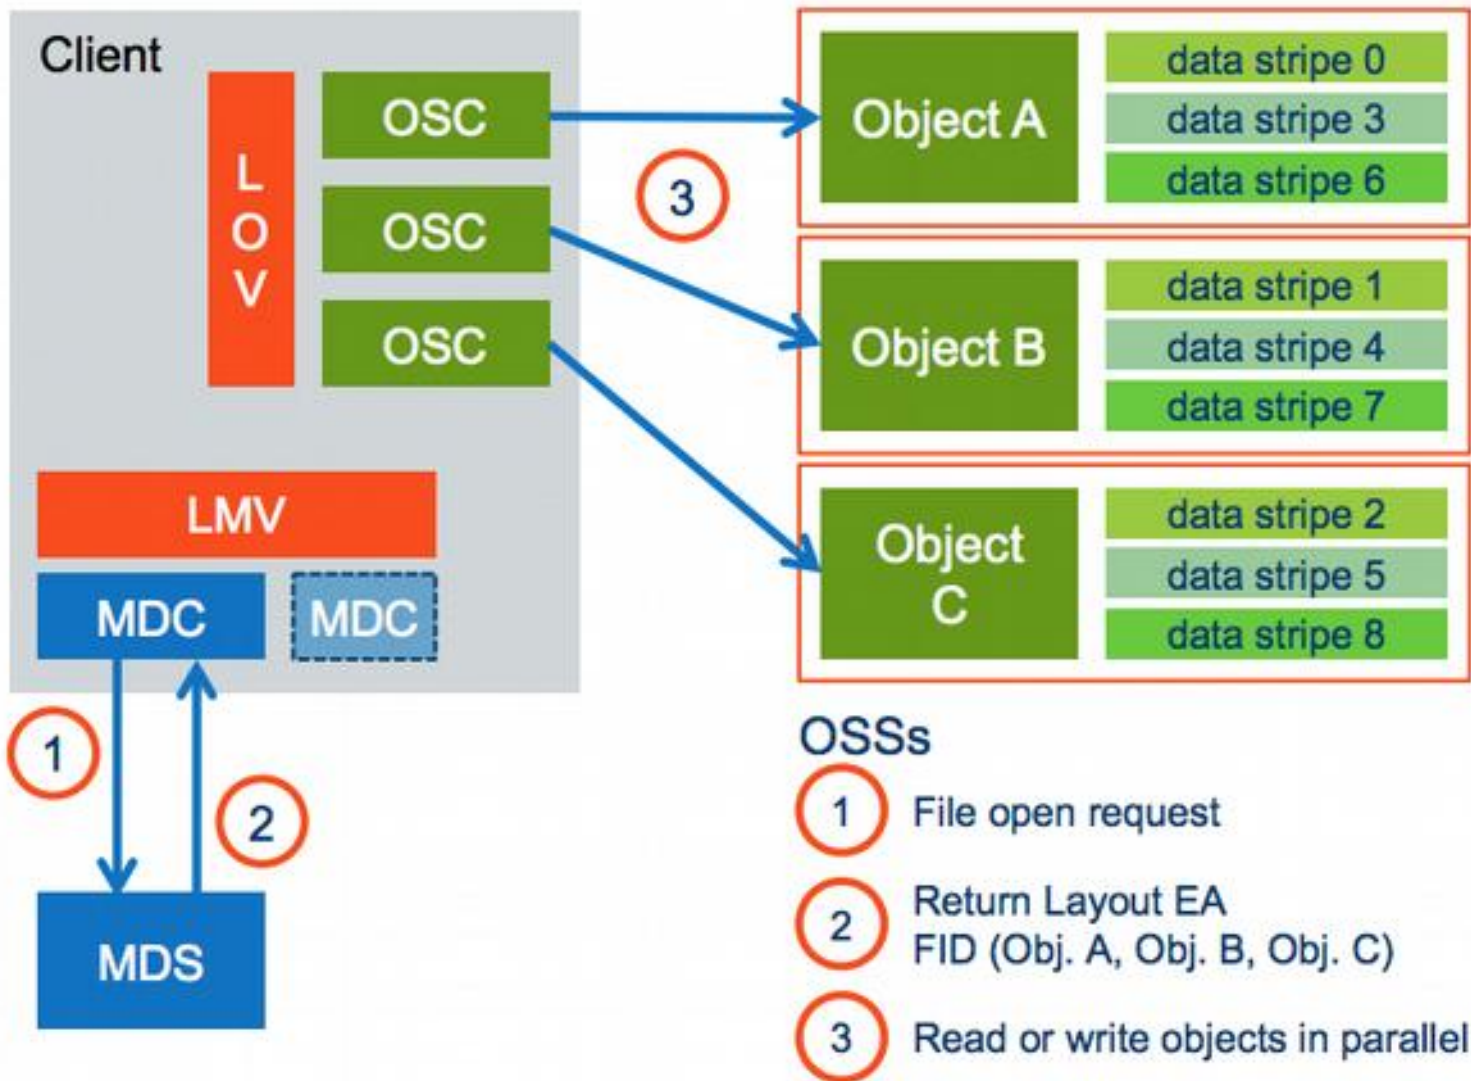 Client
L
O
V
OSC
OSC
OSC
LMV
MDC
MDC
1
2
MDS
3
Object A
data stripe 0
data stripe 3
data stripe 6
Object B
data stripe 1
data stripe 4
data stripe 7
Object
C
data stripe 2
data stripe 5
data stripe 8
OSSs
1 File open request
2 Return Layout EA
FID (Obj. A, Obj. B, Obj. C)
3 Read or write objects in parallel